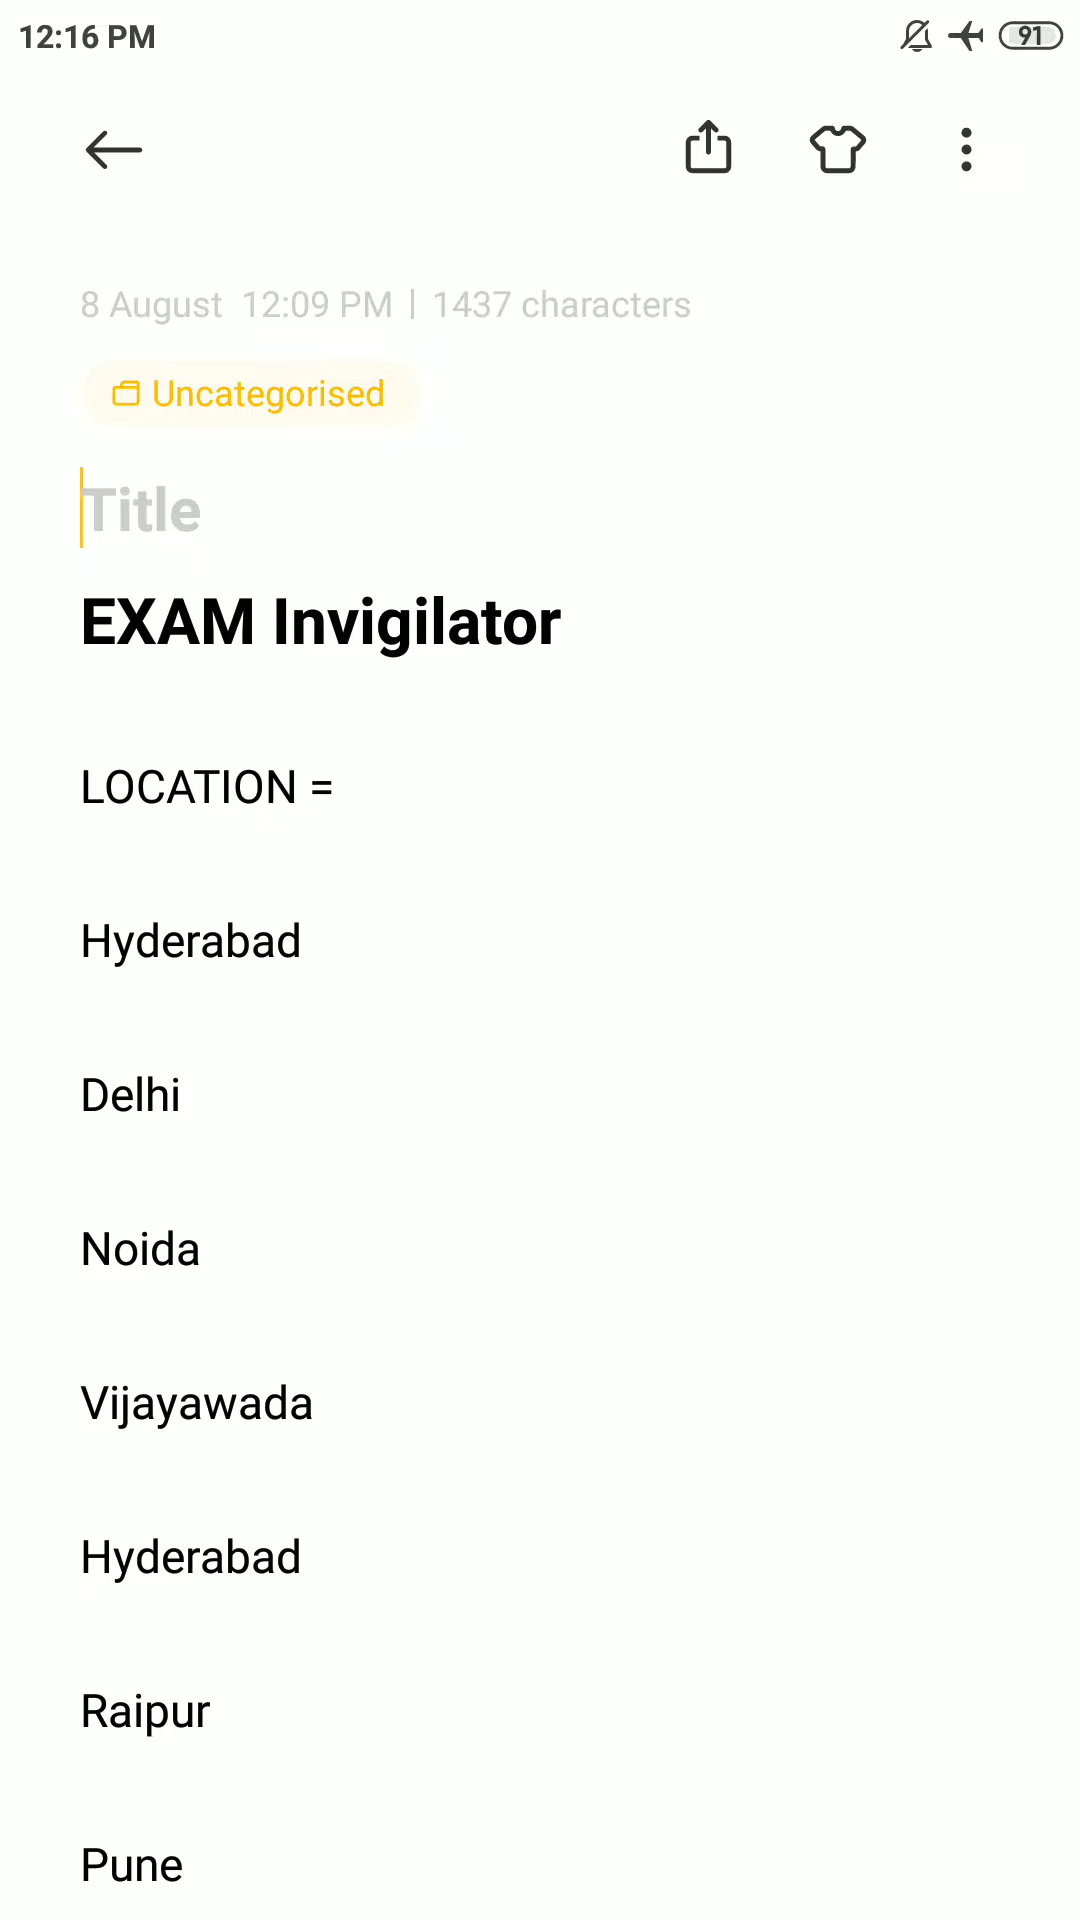 12:16 PM
91
8 August 12:09 PM | 1437 characters
Uncategorised
Title
EXAM Invigilator
LOCATION =
Hyderabad
Delhi
Noida
Vijayawada
Hyderabad
Raipur
Pune